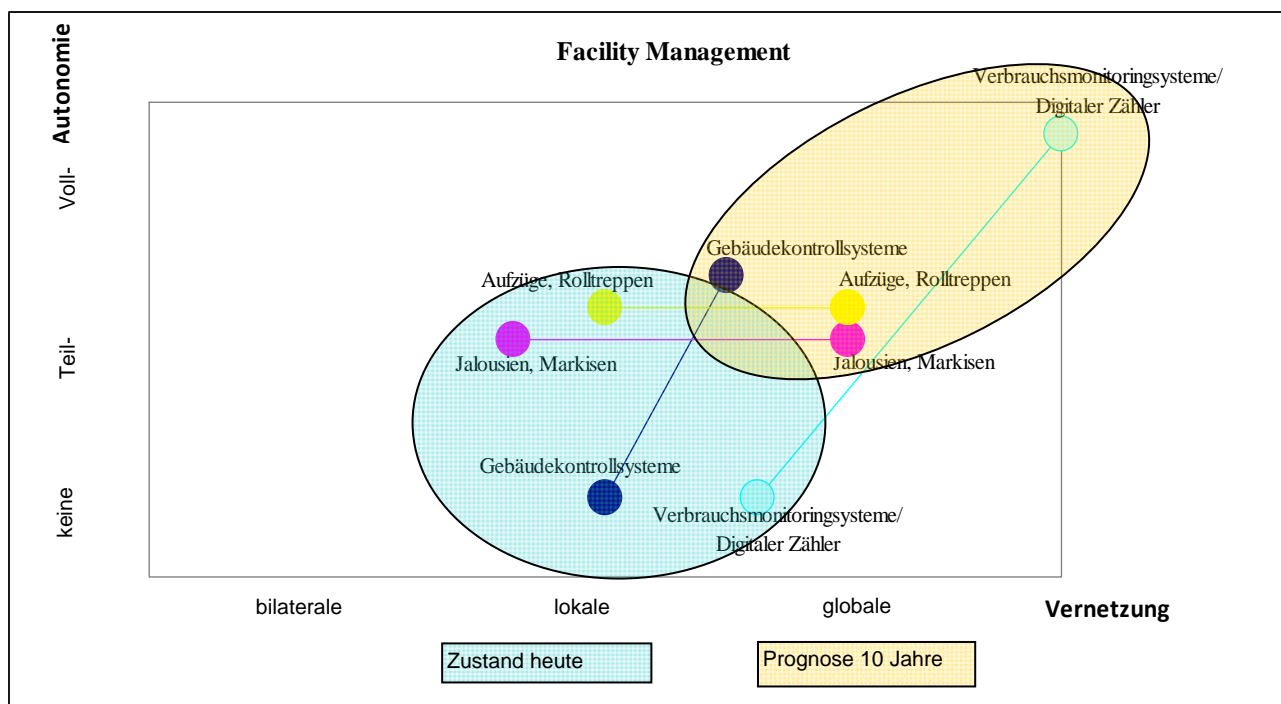 Facility Management
Autonomie
Voll-
Teil-
keine
Verbrauchsmonitoringsysteme/
Digitaler Zähler
Gebäudekontrollsysteme
Aufzüge, Rolltreppen
Aufzüge, Rolltreppen
Jalousien, Markisen
Jalousien, Markisen
Gebäudekontrollsysteme
Verbrauchsmonitoringsysteme/
Digitaler Zähler
bilaterale
lokale
globale
Vernetzung
Zustand heute
Prognose 10 Jahre